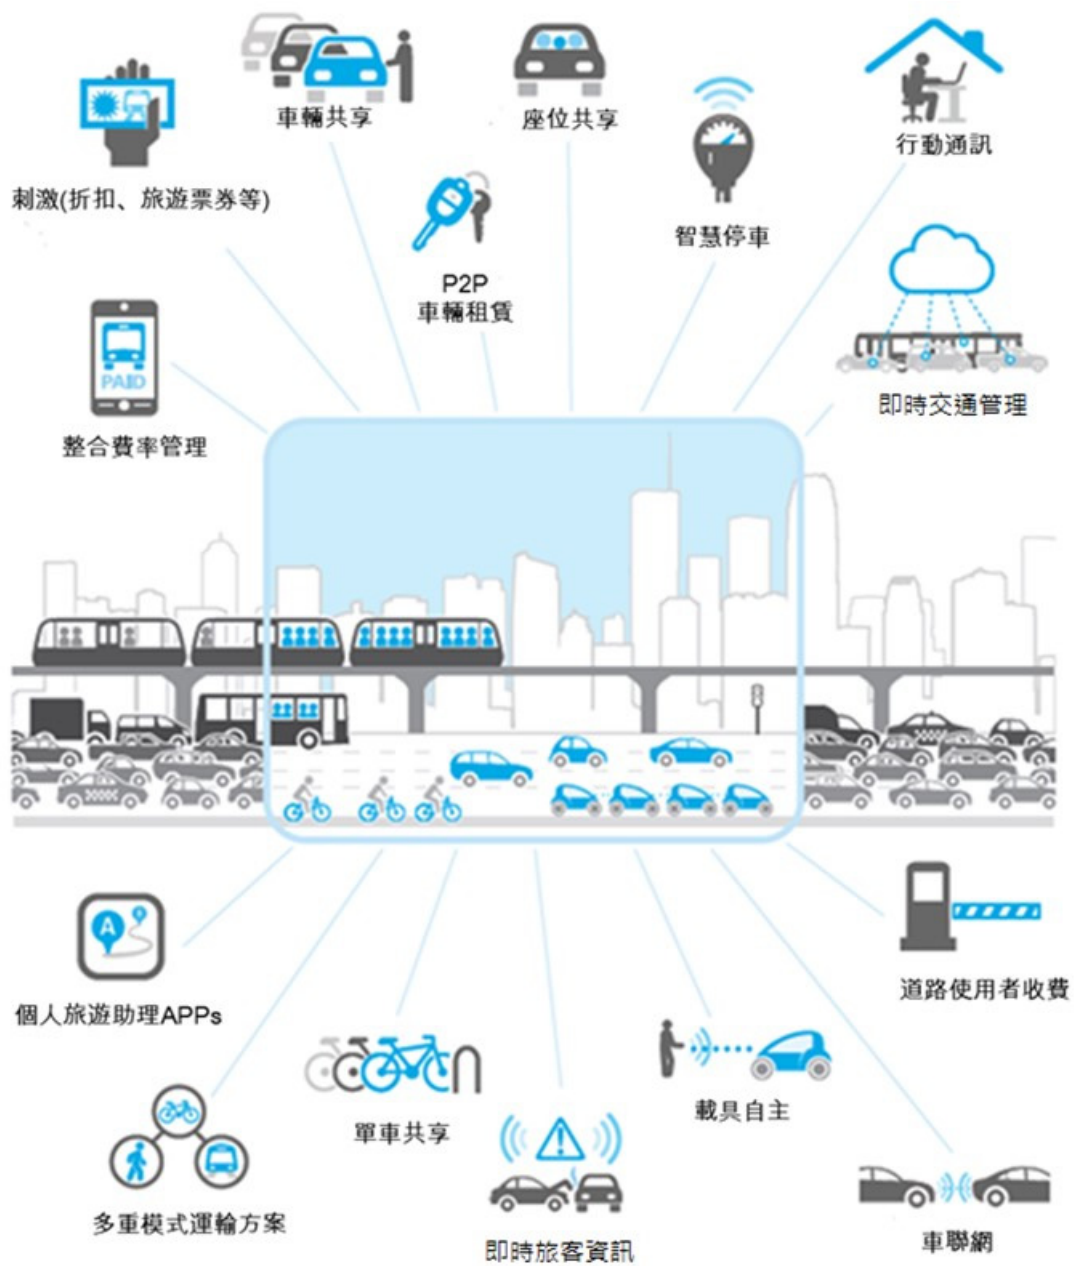 車輛共享
座位共享
行動通訊
刺激(折扣、旅遊票券等)
智慧停車
P2P
車輛租賃
即時交通管理
PAID
整合費率管理
A
道路使用者收費
個人旅遊助理APPs
載具自主
單車共享
多重模式運輸方案
即時旅客資訊
車聯網